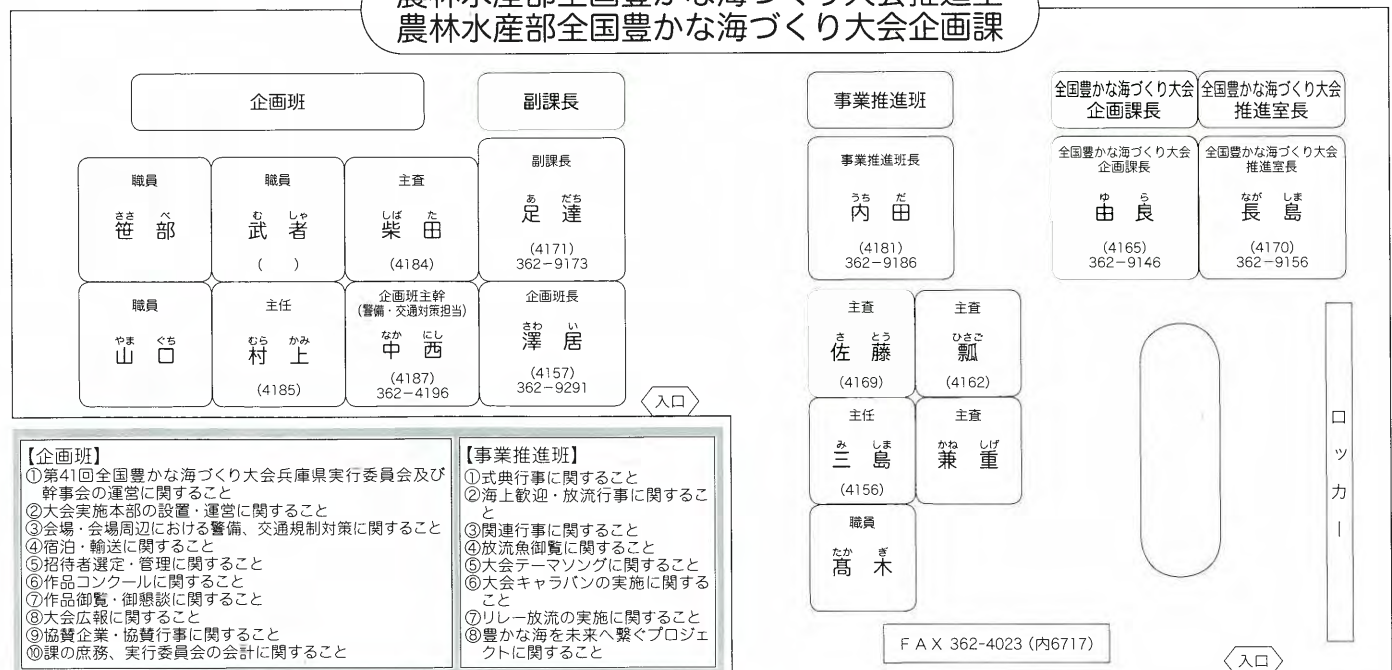 農林水産部全国豊かな海づくり大会推進室
農林水産部全国豊かな海づくり大会企画課
企画班
副課長
事業推進班
全国豊かな海づくり大会
企画課長
全国豊かな海づくり大会
推進室長
職員
ささ べ
笹 部
職員
む しゃ
武 者
( )
主査
しば た
柴 田
(4184)
副課長
あ だち
足 達
(4171)
362-9173
職員
やま ぐち
山 口
主任
むら かみ
村 上
(4185)
企画班主幹
(警備・交通対策担当)
なか にし
中 西
(4187)
362-4196
企画班長
さわ い
澤 居
(4157)
362-9291
入口
事業推進班長
うち だ
内 田
(4181)
362-9186
全国豊かな海づくり大会
企画課長
ゆ ら
由 良
(4165)
362-9146
全国豊かな海づくり大会
推進室長
なが しま
長 島
(4170)
362-9156
主査
さ とう
佐 藤
(4169)
主査
ひさご
瓢
(4162)
主任
み しま
三 島
(4156)
主査
かね しげ
兼 重
職員
たか ぎ
髙 木
ロッカー
FAX 362-4023 (内6717)
入口
【企画班】
①第41回全国豊かな海づくり大会兵庫県実行委員会及び
幹事会の運営に関すること
②大会実施本部の設置・運営に関すること
③会場・会場周辺における警備、交通規制対策に関すること
④宿泊・輸送に関すること
⑤招待者選定・管理に関すること
⑥作品コンクールに関すること
⑦作品御覧・御懇談に関すること
⑧大会広報に関すること
⑨協賛企業・協賛行事に関すること
⑩課の庶務、実行委員会の会計に関すること
【事業推進班】
①式典行事に関すること
②海上歓迎・放流行事に関するこ
と
③関連行事に関すること
④放流魚御覧に関すること
⑤大会テーマソングに関すること
⑥大会キャラバンの実施に関する
こと
⑦リレー放流の実施に関すること
⑧豊かな海を未来へ繋ぐプロジェ
クトに関すること